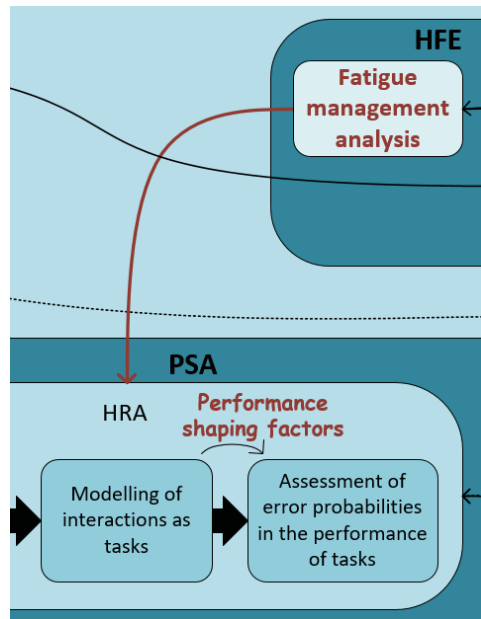 HFE
Fatigue
management
analysis
PSA
HRA
Performance
shaping factors
Modelling of
interactions as
tasks
Assessment of
error probabilities
in the performance
of tasks